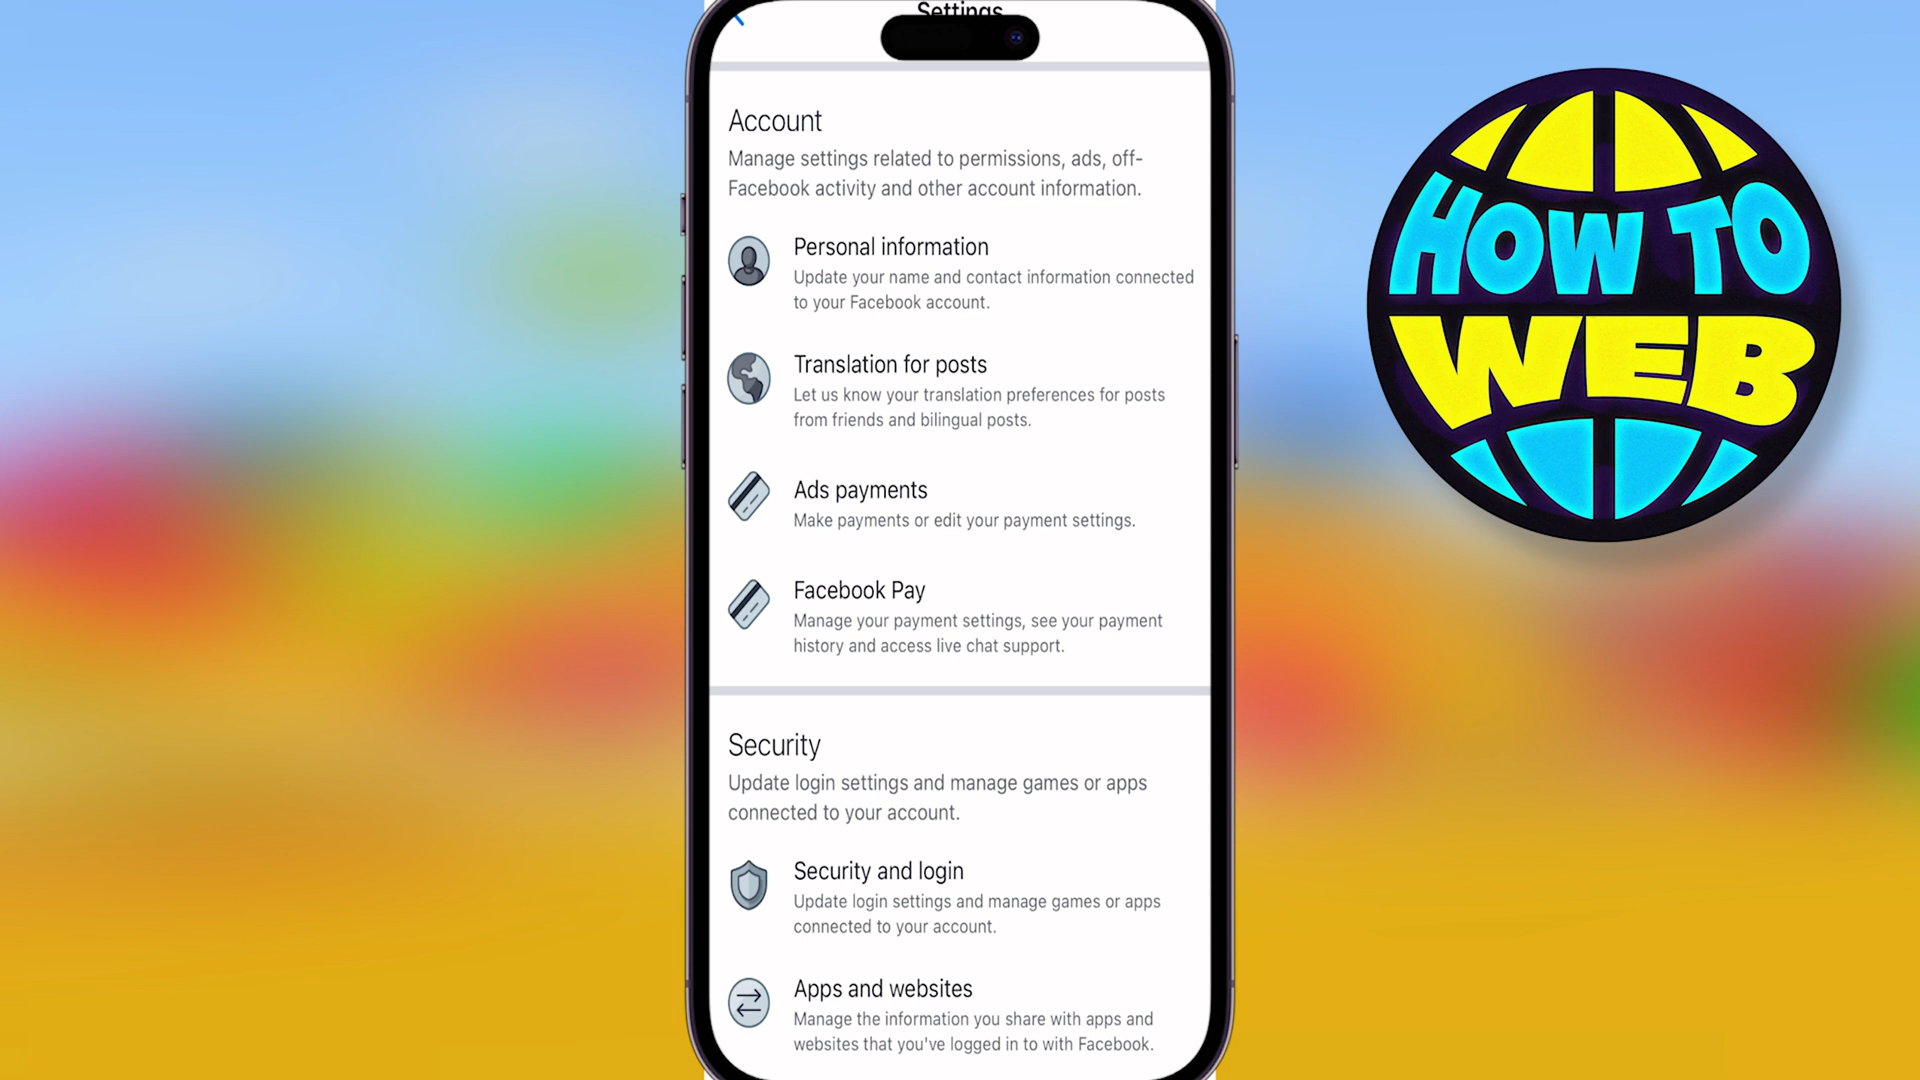 Settings
Account
Manage settings related to permissions, ads, off-
Facebook activity and other account information.
Personal information
Update your name and contact information connected
to your Facebook account.
Translation for posts
Let us know your translation preferences for posts
from friends and bilingual posts.
Ads payments
Make payments or edit your payment settings.
Facebook Pay
Manage your payment settings, see your payment
history and access live chat support.
Security
Update login settings and manage games or apps
connected to your account.
Security and login
Update login settings and manage games or apps
connected to your account.
Apps and websites
Manage the information you share with apps and
websites that you've logged in to with Facebook.
HOW TO
WEB